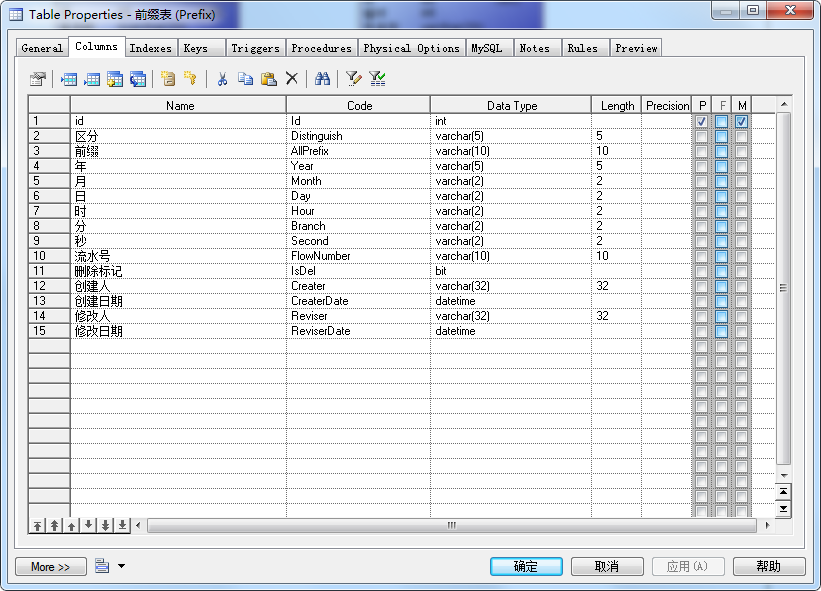 Table Properties - 前缀表 (Prefix)
General Columns Indexes Keys Triggers Procedures Physical Options MySQL Notes Rules Preview
Name Code Data Type Length Precision P F M
1 id Id int
2 区分 Distinguish varchar(5) 5
3 前缀 AllPrefix varchar(10) 10
4 年 Year varchar(5) 5
5 月 Month varchar(2) 2
6 日 Day varchar(2) 2
7 时 Hour varchar(2) 2
8 分 Branch varchar(2) 2
9 秒 Second varchar(2) 2
10 流水号 FlowNumber varchar(10) 10
11 删除标记 IsDel bit
12 创建人 Creater varchar(32) 32
13 创建日期 CreaterDate datetime
14 修改人 Reviser varchar(32) 32
15 修改日期 ReviserDate datetime
More >> 确定 取消 应用(A) 帮助